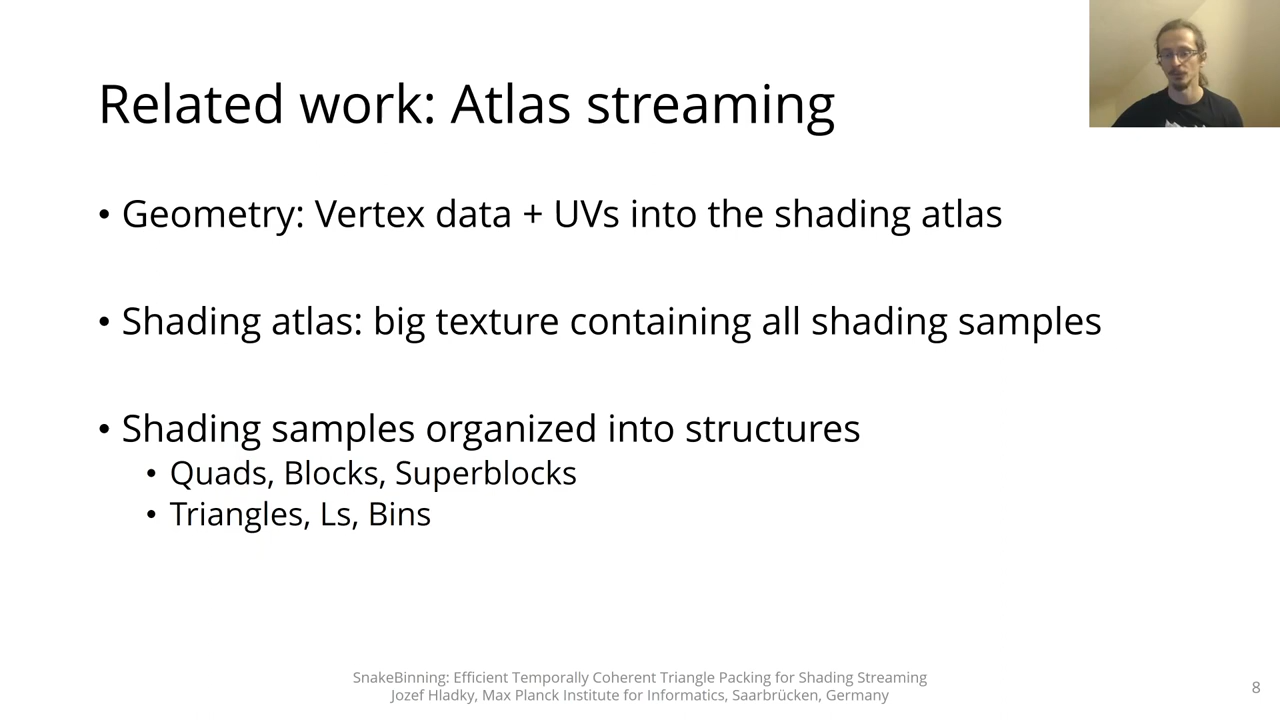 Related work: Atlas streaming
• Geometry: Vertex data + UVs into the shading atlas
• Shading atlas: big texture containing all shading samples
• Shading samples organized into structures
• Quads, Blocks, Superblocks
• Triangles, Ls, Bins
SnakeBinning: Efficient Temporally Coherent Triangle Packing for Shading Streaming
Jozef Hladky, Max Planck Institute for Informatics, Saarbrücken, Germany
8